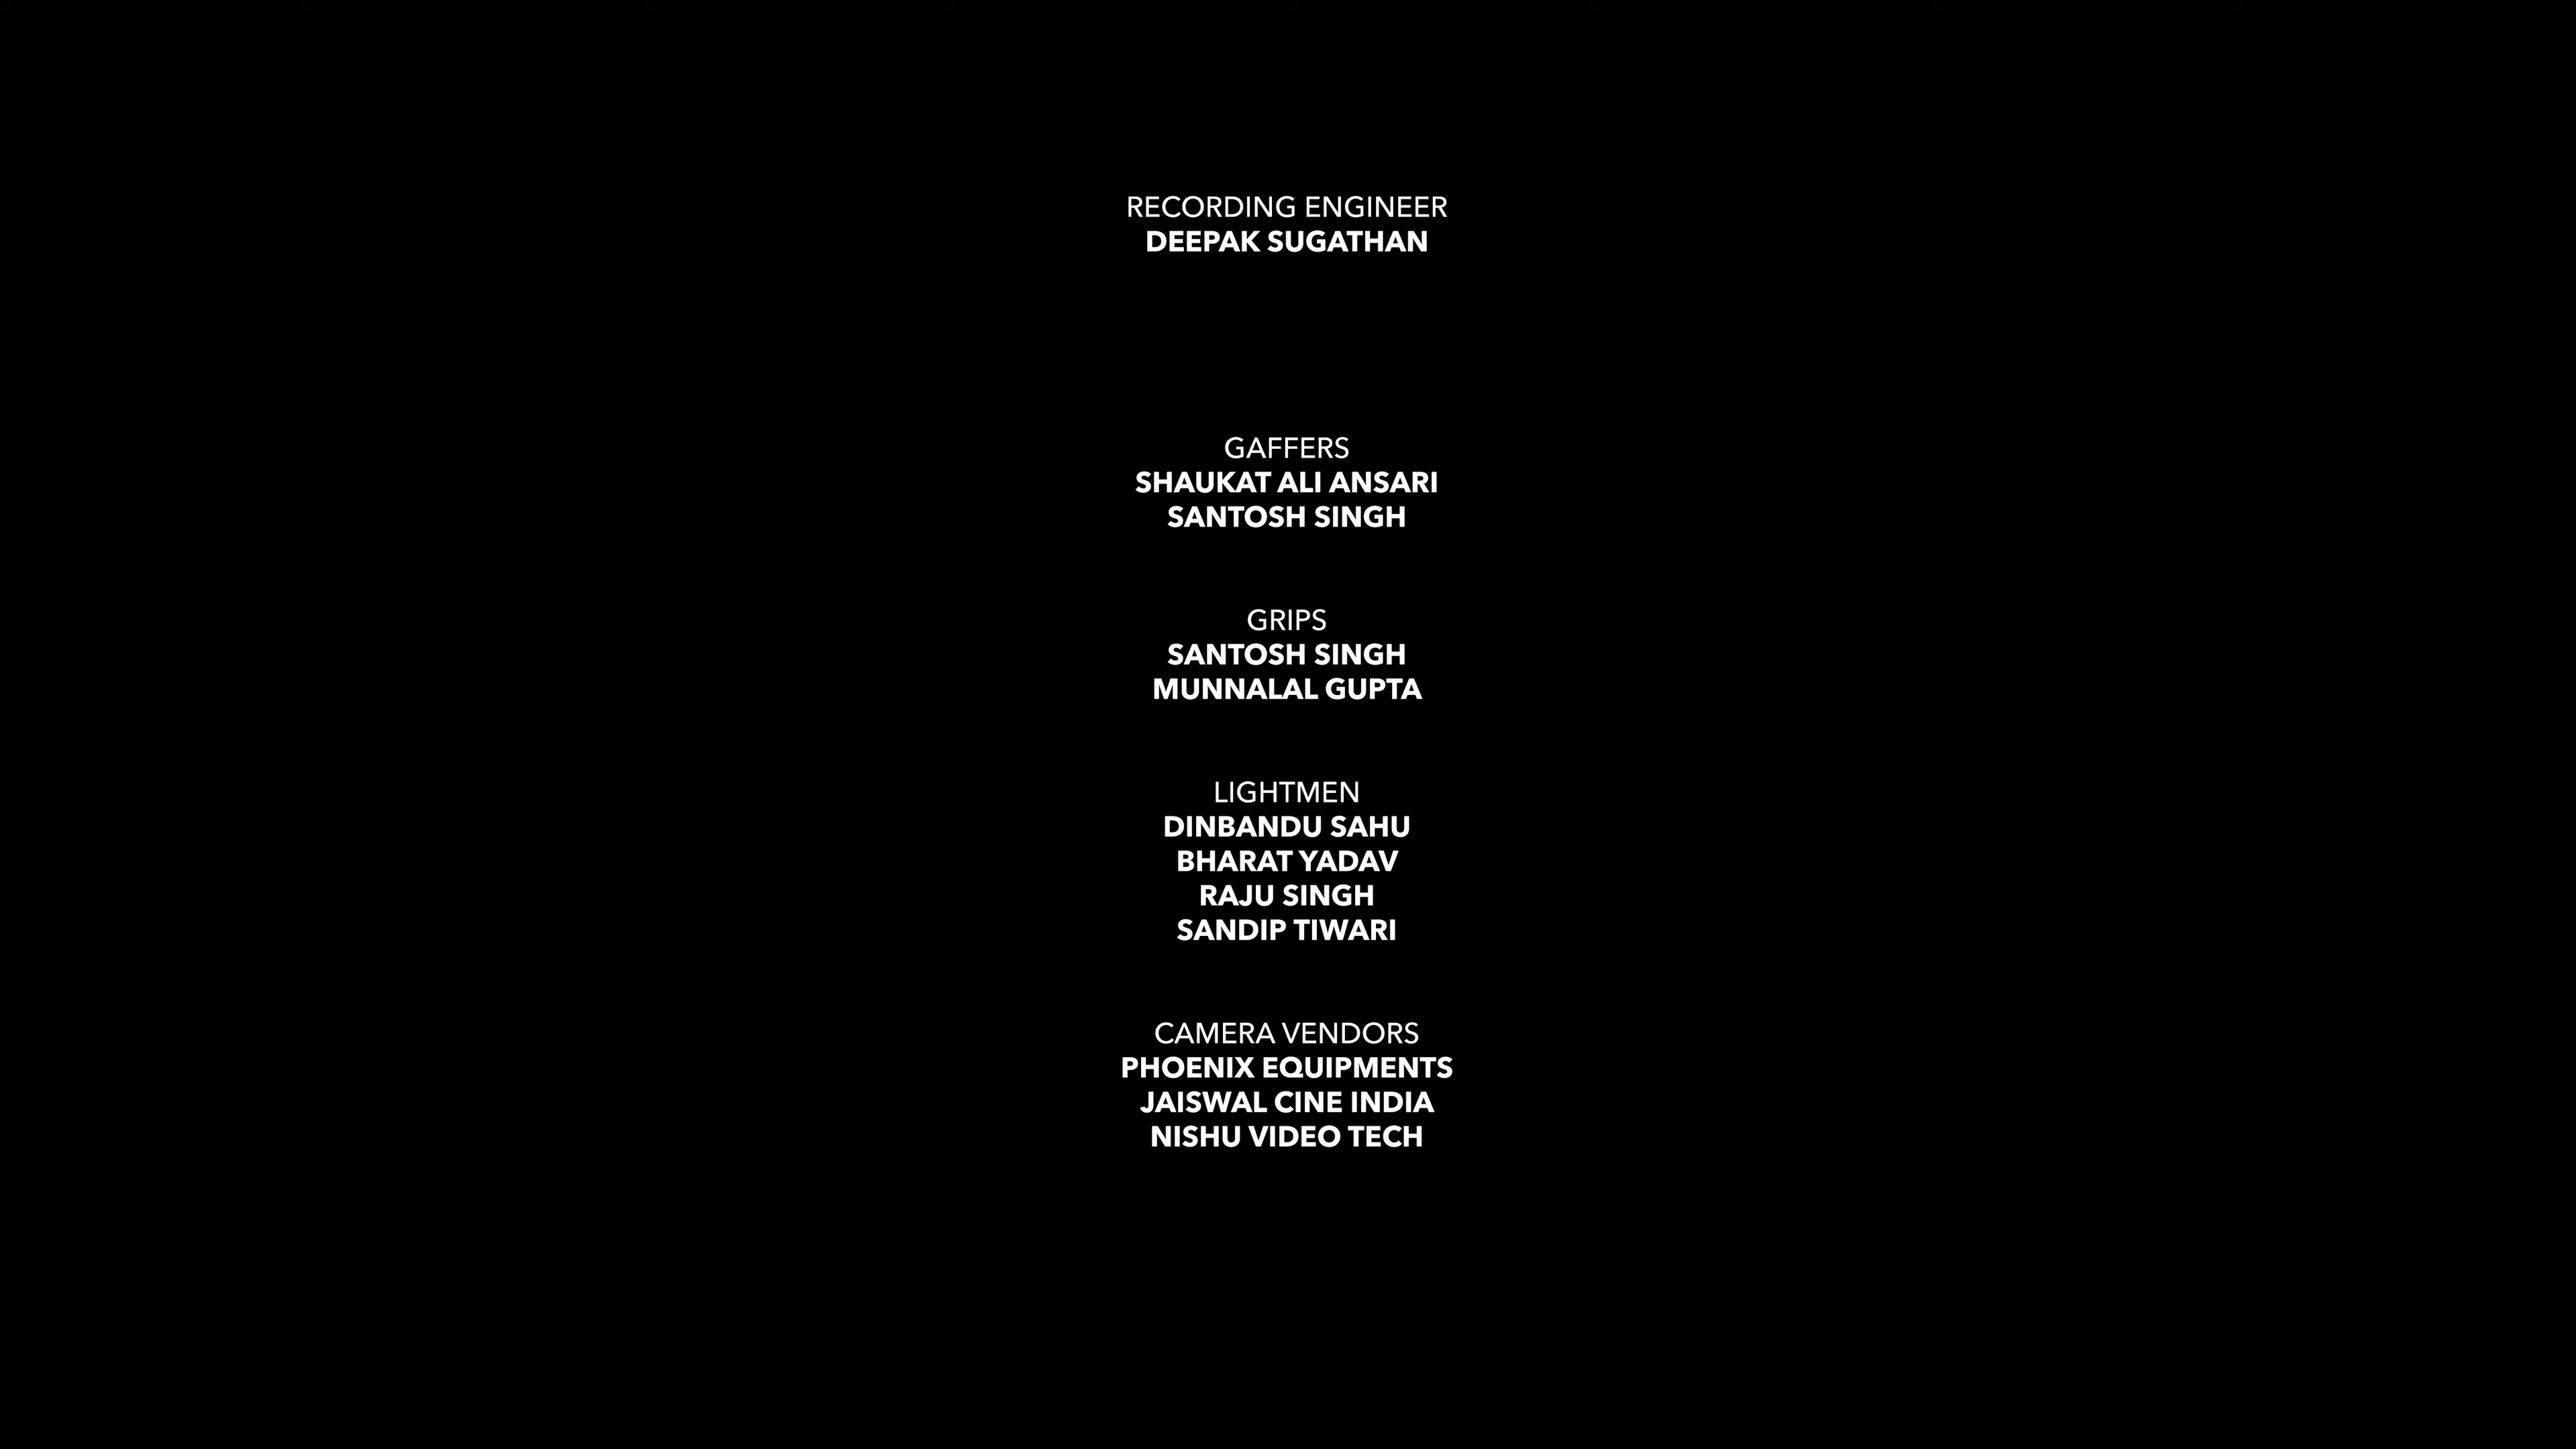 RECORDING ENGINEER
DEEPAK SUGATHAN
GAFFERS
SHAUKAT ALI ANSARI
SANTOSH SINGH
GRIPS
SANTOSH SINGH
MUNNALAL GUPTA
LIGHTMEN
DINBANDU SAHU
BHARAT YADAV
RAJU SINGH
SANDIP TIWARI
CAMERA VENDORS
PHOENIX EQUIPMENTS
JAISWAL CINE INDIA
NISHU VIDEO TECH